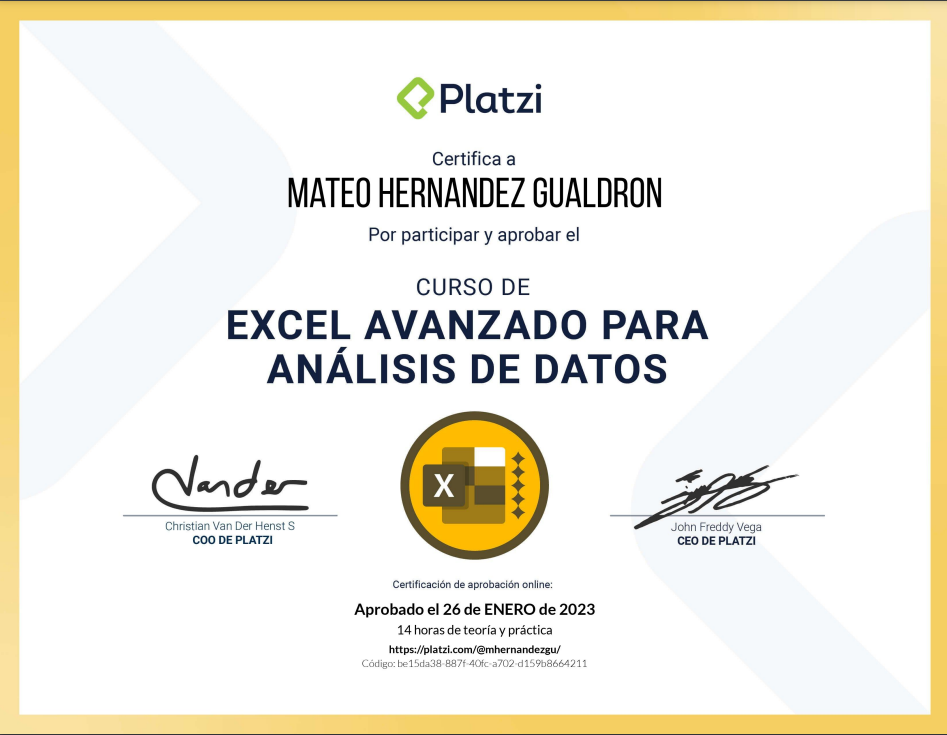 Platzi
Certifica a
MATEO HERNANDEZ GUALDRON
Por participar y aprobar el
CURSO DE
EXCEL AVANZADO PARA
ANÁLISIS DE DATOS
Vander
X
Christian Van Der Henst S
COO DE PLATZI
John Freddy Vega
CEO DE PLATZI
Certificación de aprobación online:
Aprobado el 26 de ENERO de 2023
14 horas de teoría y práctica
https://platzi.com/@mhernandezgu/
Código: be15da38-887f-40fc-a702-d159b8664211